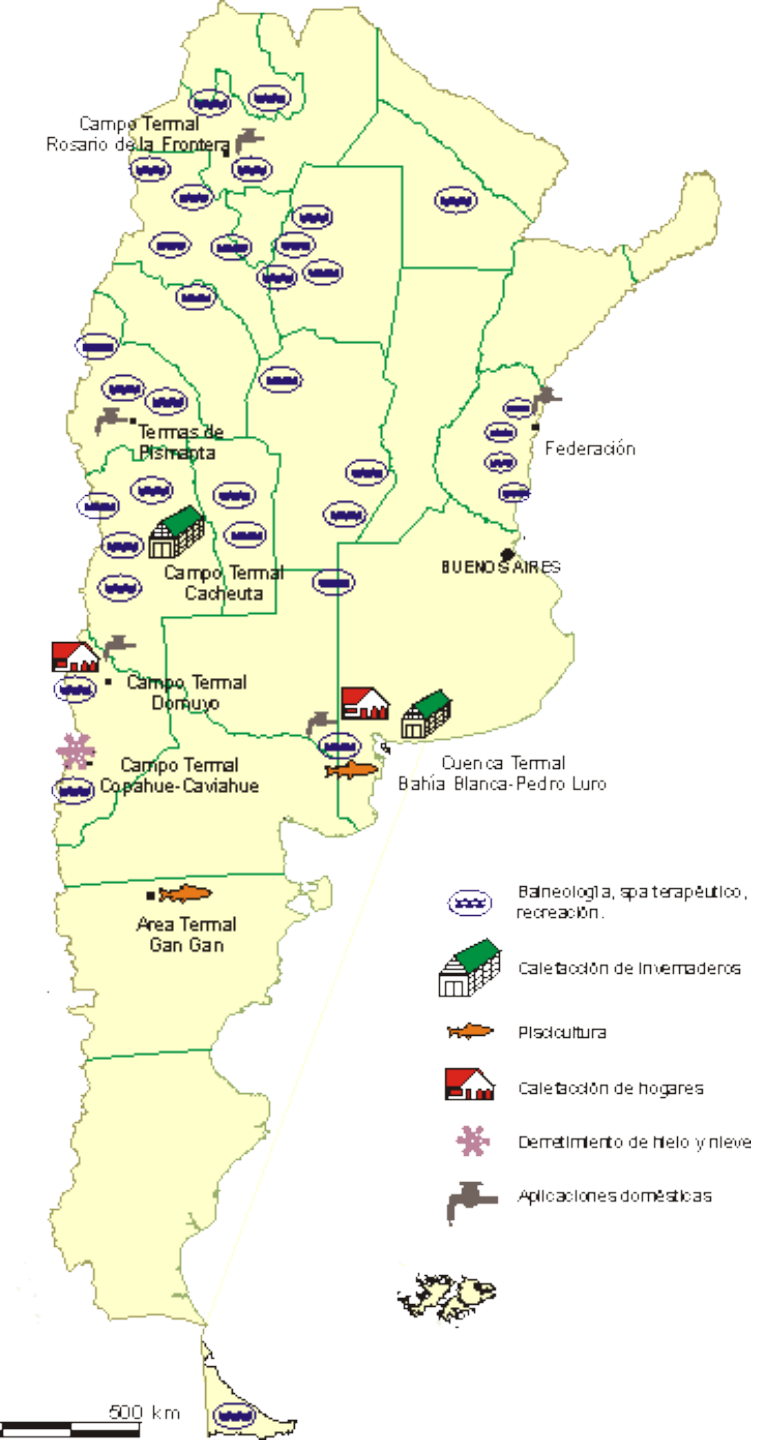 Campo Termal
Rosario de la Frontera
Termas de
Pismanta
Federación
BUENOS AIRES
Campo Termal
Cacheuta
Campo Termal
Domuyo
Campo Termal
Copahue-Caviahue
Cuenca Termal
Bahía Blanca-Pedro Luro
Area Termal
Gan Gan
Balneología, spa terapéutico,
recreación.
Calefacción de invernaderos
Piscicultura
Calefacción de hogares
Derretimiento de hielo y nieve
Aplicaciones domésticas
500 km